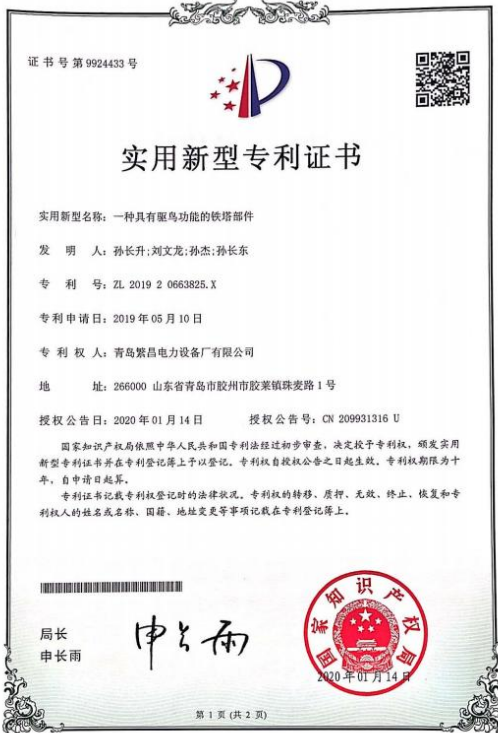 证书号第9924433号
实用新型专利证书
实用新型名称：一种具有驱鸟功能的铁塔部件
发明人：孙长升;刘文龙;孙杰;孙长东
专利号：ZL 2019 2 0663825.X
专利申请日：2019年05月10日
专利权人：青岛繁昌电力设备厂有限公司
地址：266000 山东省青岛市胶州市胶莱镇珠麦路1号
授权公告日：2020年01月14日 授权公告号：CN 209931316 U
国家知识产权局依照中华人民共和国专利法经过初步审查，决定授予专利权，颁发实用
新型专利证书并在专利登记簿上予以登记。专利权自授权公告之日起生效。专利权期限为十
年，自申请日起算。
专利证书记载专利权登记时的法律状况。专利权的转移、质押、无效、终止、恢复和专
利权人的姓名或名称、国籍、地址变更等事项记载在专利登记簿上。
局长
申长雨
申长雨
国家知识产权局
2020年01月14日
第 1 页 (共 2 页)